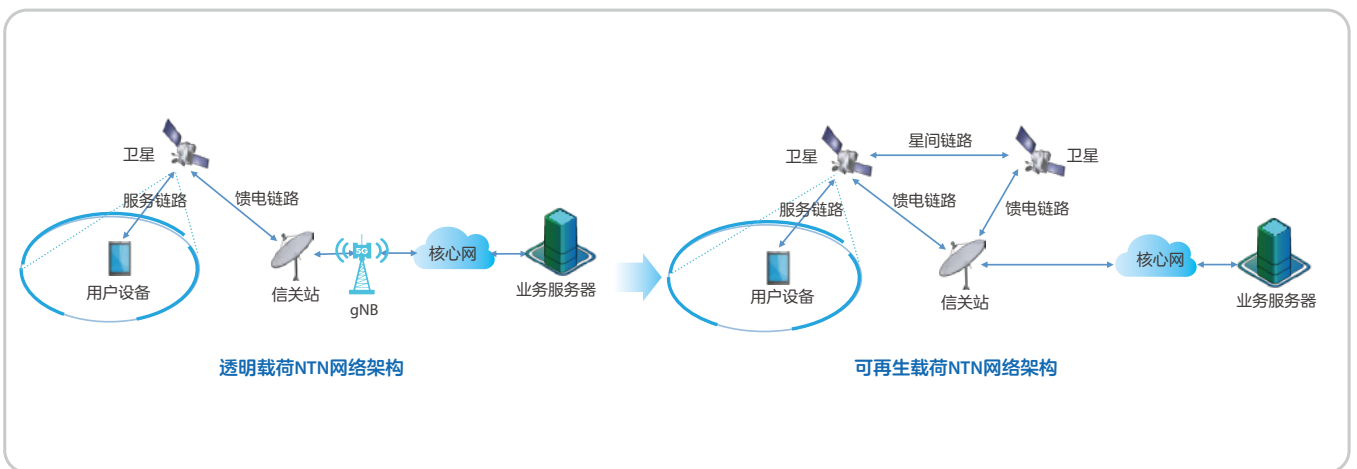 卫星
服务链路
馈电链路
用户设备
信关站
5G
gNB
核心网
业务服务器
透明载荷NTN网络架构
卫星
星间链路
卫星
服务链路
馈电链路
馈电链路
用户设备
信关站
核心网
业务服务器
可再生载荷NTN网络架构